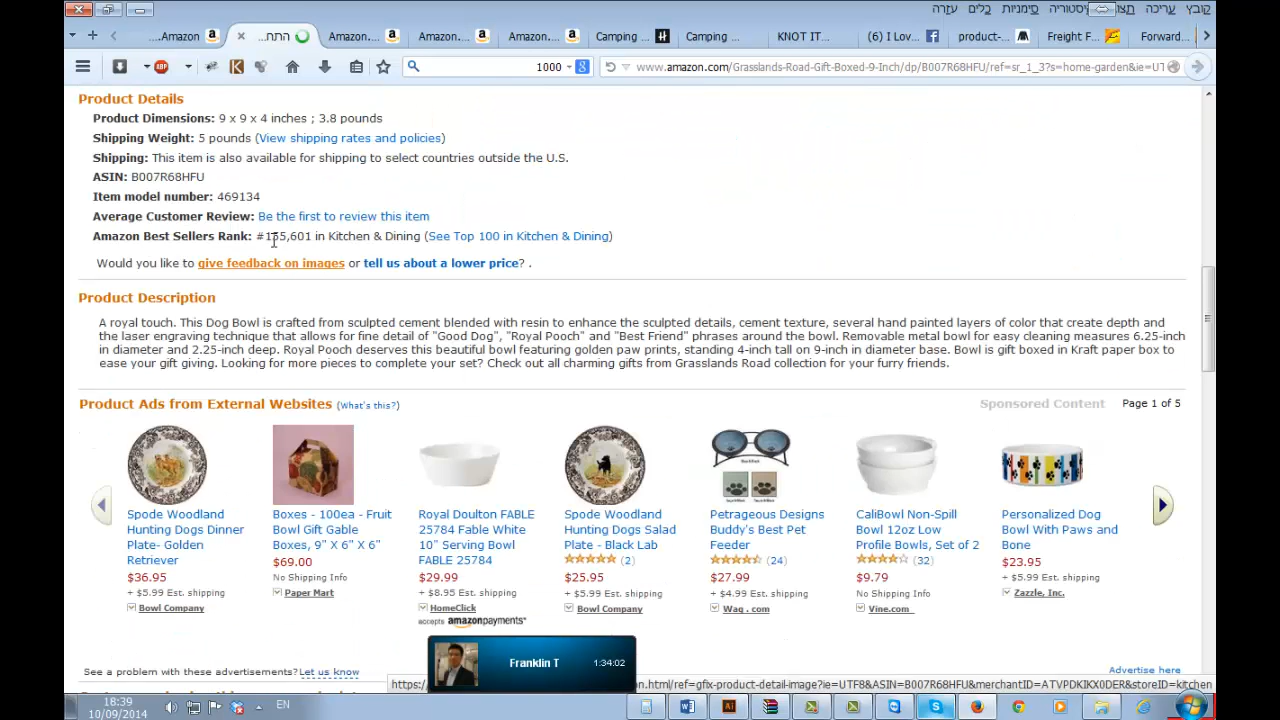 קובץ עריכה תצו יסטוריה סימניות כלים עזרה
...Amazon
התח...
Amazon...
Amazon...
Amazon...
Camping ...
Camping ...
KNOT IT...
(6) I Lov...
product-...
Freight F...
Forward...
1000
www.amazon.com/Grasslands-Road-Gift-Boxed-9-Inch/dp/B007R68HFU/ref=sr_1_3?s=home-garden&ie=UT
Product Details
Product Dimensions: 9 x 9 x 4 inches ; 3.8 pounds
Shipping Weight: 5 pounds (View shipping rates and policies)
Shipping: This item is also available for shipping to select countries outside the U.S.
ASIN: B007R68HFU
Item model number: 469134
Average Customer Review: Be the first to review this item
Amazon Best Sellers Rank: #155,601 in Kitchen & Dining (See Top 100 in Kitchen & Dining)
Would you like to give feedback on images or tell us about a lower price? .
Product Description
A royal touch. This Dog Bowl is crafted from sculpted cement blended with resin to enhance the sculpted details, cement texture, several hand painted layers of color that create depth and
the laser engraving technique that allows for fine detail of "Good Dog", "Royal Pooch" and "Best Friend" phrases around the bowl. Removable metal bowl for easy cleaning measures 6.25-inch
in diameter and 2.25-inch deep. Royal Pooch deserves this beautiful bowl featuring golden paw prints, standing 4-inch tall on 9-inch in diameter base. Bowl is gift boxed in Kraft paper box to
ease your gift giving. Looking for more pieces to complete your set? Check out all charming gifts from Grasslands Road collection for your furry friends.
Product Ads from External Websites (What's this?)
Sponsored Content Page 1 of 5
Spode Woodland
Hunting Dogs Dinner
Plate- Golden
Retriever
$36.95
+ $5.99 Est. shipping
Bowl Company
Boxes - 100ea - Fruit
Bowl Gift Gable
Boxes, 9" X 6" X 6"
$69.00
No Shipping Info
Paper Mart
Royal Doulton FABLE
25784 Fable White
10" Serving Bowl
FABLE 25784
$29.99
+ $8.95 Est. shipping
HomeClick
accepts amazonpayments
Spode Woodland
Hunting Dogs Salad
Plate - Black Lab
(2)
$25.95
+ $5.99 Est. shipping
Bowl Company
Petrageous Designs
Buddy's Best Pet
Feeder
(24)
$27.99
+ $4.99 Est. shipping
Wag . com
CaliBowl Non-Spill
Bowl 12oz Low
Profile Bowls, Set of 2
(32)
$9.79
No Shipping Info
Vine.com
Personalized Dog
Bowl With Paws and
Bone
$23.95
+ $5.99 Est. shipping
Zazzle, Inc.
See a problem with these advertisements? Let us know
Advertise here
Franklin T 1:34:02
https:// on.html/ref=gfix-product-detail-image?ie=UTF8&ASIN=B007R68HFU&merchantID=ATVPDKIKX0DER&storeID=kitchen
18:39
10/09/2014
EN